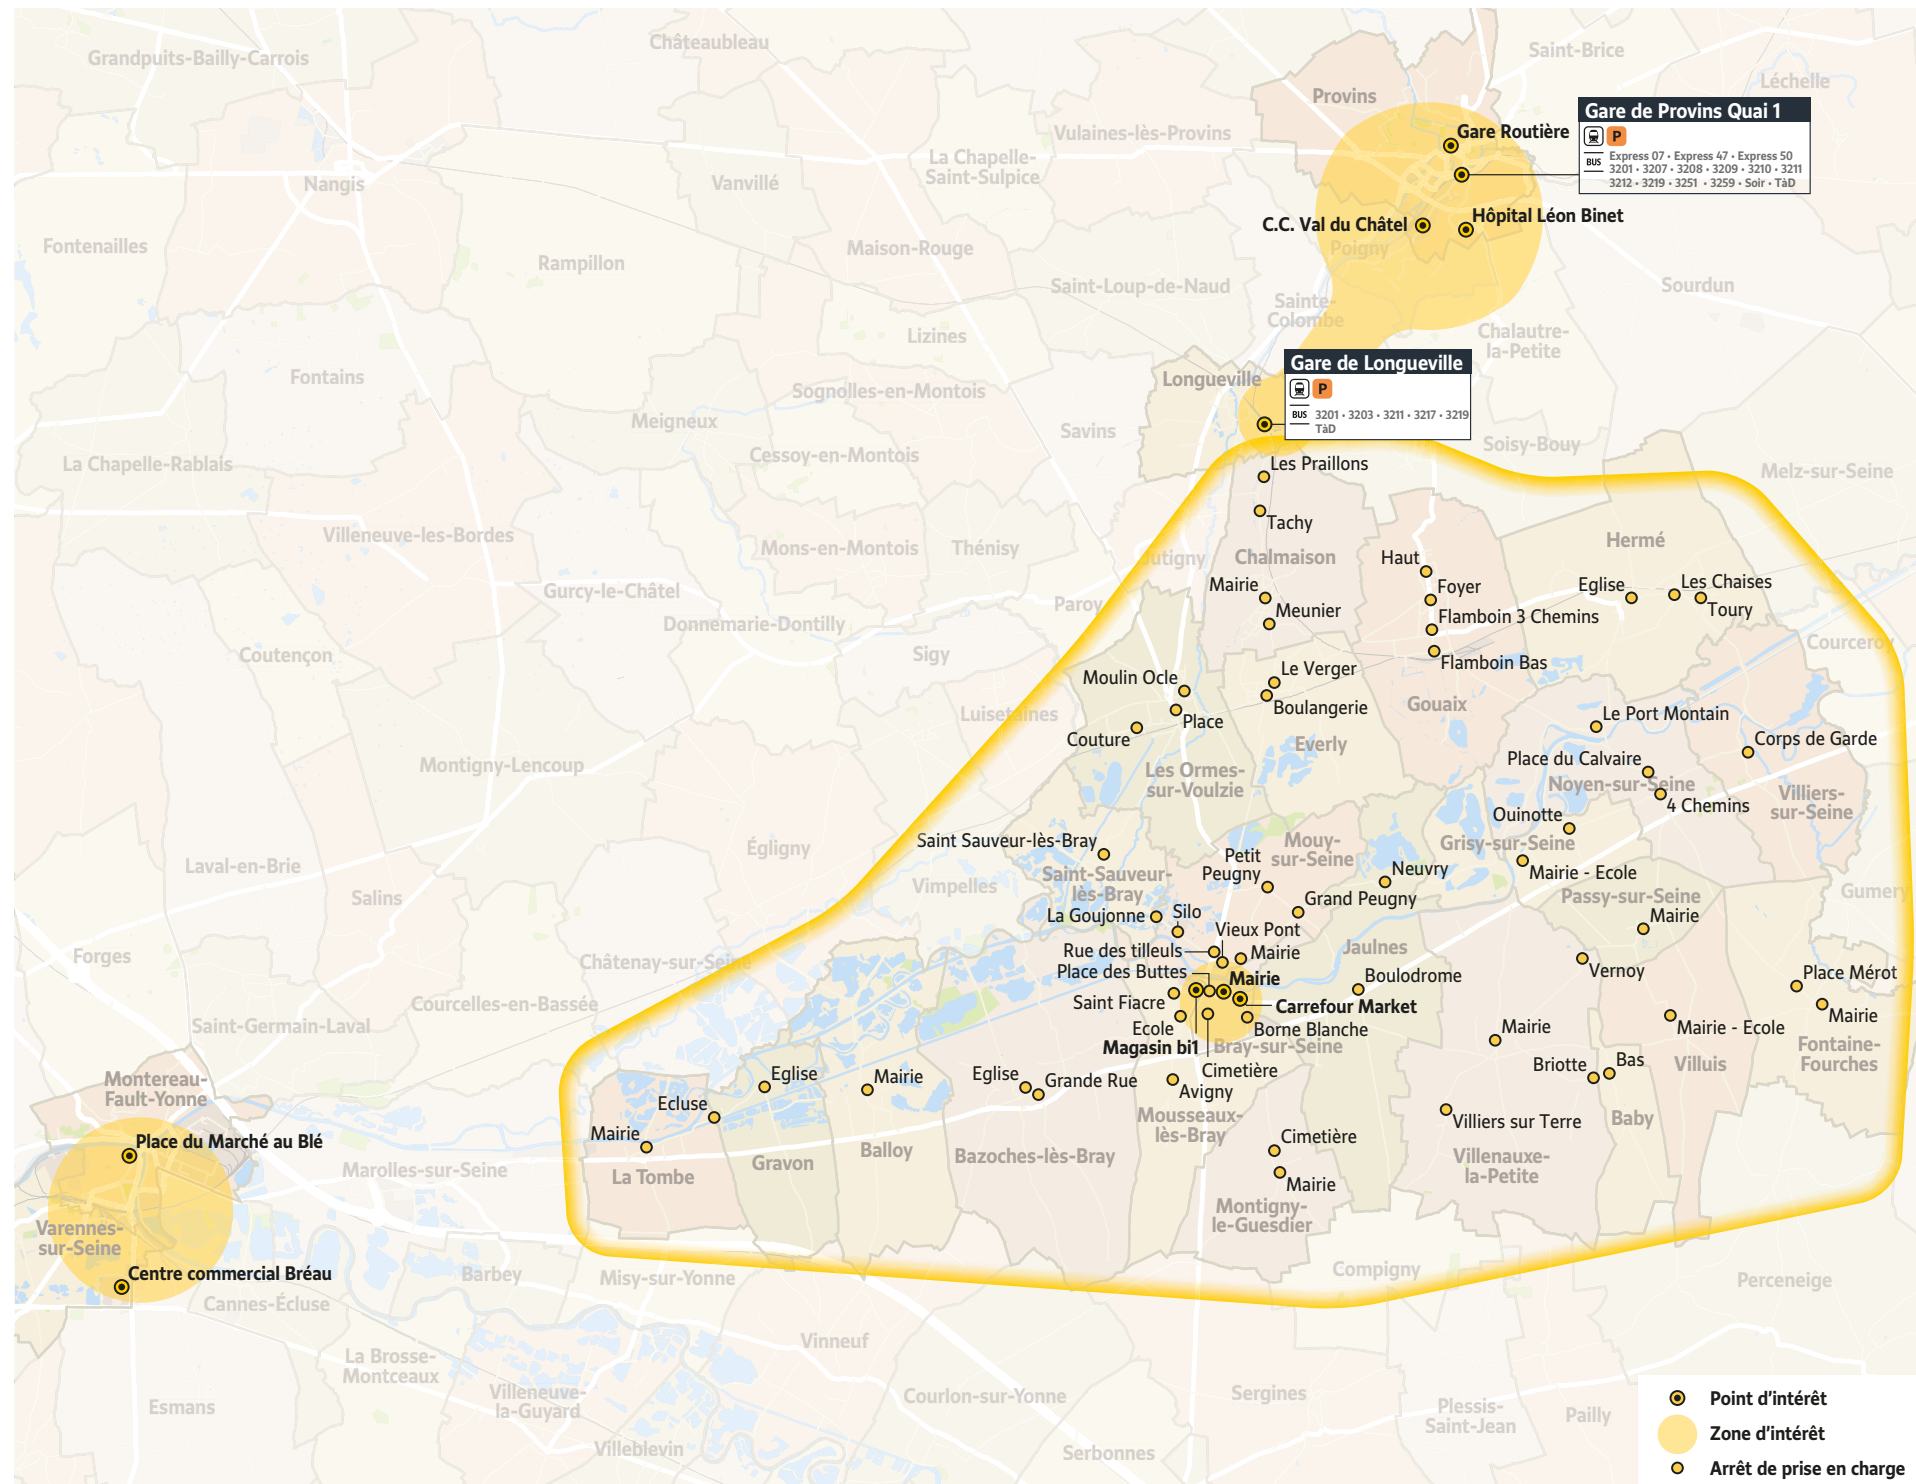 Grandpuits-Bailly-Carrois
Châteaubleau
Saint-Brice
Léchelle
Provins
Gare de Provins Quai 1
P
BUS
Express 07 • Express 47 • Express 50
3201 • 3207 • 3208 • 3209 • 3210 • 3211
3212 • 3219 • 3251 • 3259 • Soir • TàD
Gare Routière
Vulaines-lès-Provins
La Chapelle-
Saint-Sulpice
Nangis
Vanvillé
Hôpital Léon Binet
C.C. Val du Châtel
Poigny
Fontenailles
Maison-Rouge
Rampillon
Saint-Loup-de-Naud
Sourdun
Sainte-
Colombe
Lizines
Chalautre-
la-Petite
Gare de Longueville
P
BUS
3201 • 3203 • 3211 • 3217 • 3219
TàD
Longueville
Fontains
Sognolles-en-Montois
Meigneux
Savins
Soisy-Bouy
Cessoy-en-Montois
La Chapelle-Rablais
Melz-sur-Seine
Les Praillons
Tachy
Villeneuve-les-Bordes
Mons-en-Montois
Thénisy
Jutigny
Chalmaison
Haut
Hermé
Mairie
Foyer
Eglise
Les Chaises
Toury
Gurcy-le-Châtel
Paroy
Meunier
Flamboin 3 Chemins
Donnemarie-Dontilly
Courceroy
Coutençon
Sigy
Flamboin Bas
Le Verger
Moulin Ocle
Boulangerie
Gouaix
Luisetaines
Place
Le Port Montain
Couture
Everly
Corps de Garde
Montigny-Lencoup
Les Ormes-
sur-Voulzie
Place du Calvaire
Noyen-sur-Seine
4 Chemins
Villiers-
sur-Seine
Ouinotte
Saint Sauveur-lès-Bray
Mouy-
sur-Seine
Grisy-sur-Seine
Égligny
Petit
Peugny
Laval-en-Brie
Saint-Sauveur-
lès-Bray
Neuvry
Mairie - Ecole
Vimpelles
Salins
Grand Peugny
Passy-sur-Seine
Gumery
La Goujonne
Silo
Mairie
Vieux Pont
Forges
Rue des tilleuls
Mairie
Jaulnes
Châtenay-sur-Seine
Place des Buttes
Mairie
Boulodrome
Vernoy
Place Mérot
Courcelles-en-Bassée
Saint Fiacre
Carrefour Market
Mairie
Saint-Germain-Laval
Ecole
Borne Blanche
Mairie
Mairie - Ecole
Magasin bi1
Bray-sur-Seine
Fontaine-
Fourches
Cimetière
Briotte
Bas
Villuis
Montereau-
Fault-Yonne
Eglise
Mairie
Eglise
Grande Rue
Avigny
Ecluse
Mousseaux-
lès-Bray
Villiers sur Terre
Baby
Place du Marché au Blé
Mairie
Cimetière
Balloy
Bazoches-lès-Bray
Gravon
Marolles-sur-Seine
La Tombe
Mairie
Villenauxe-
la-Petite
Montigny-
le-Guesdier
Varennes-
sur-Seine
Centre commercial Bréau
Barbey
Misy-sur-Yonne
Compigny
Perceneige
Cannes-Écluse
Vinneuf
La Brosse-
Montceaux
Villeneuve-
la-Guyard
Courlon-sur-Yonne
Sergines
Esmans
Plessis-
Saint-Jean
Pailly
Villeblevin
Serbonnes
Point d'intérêt
Zone d'intérêt
Arrêt de prise en charge